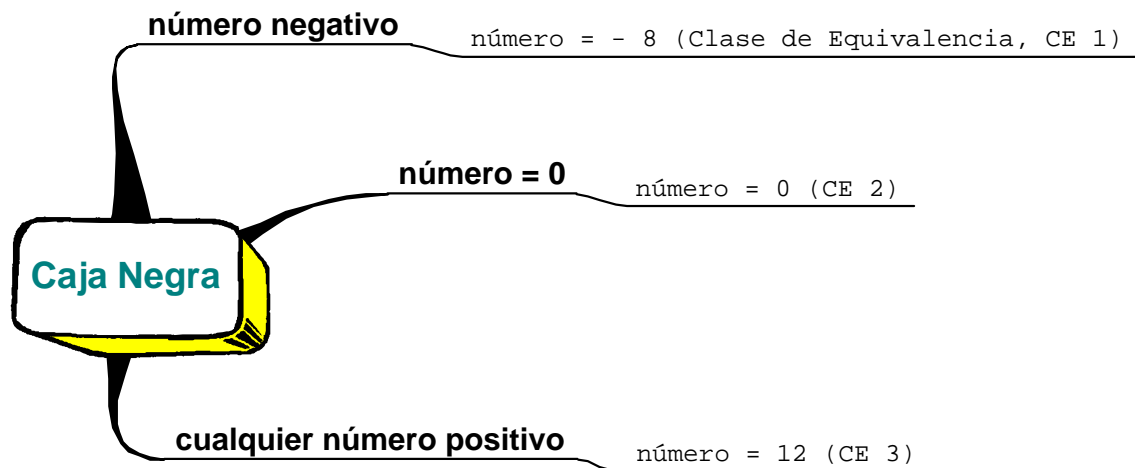 número negativo
número = - 8 (Clase de Equivalencia, CE 1)
número = 0
número = 0 (CE 2)
Caja Negra
cualquier número positivo
número = 12 (CE 3)